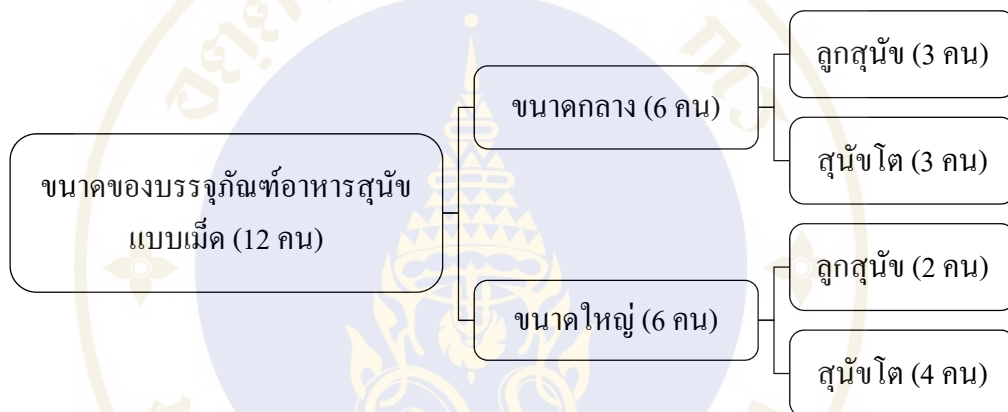 ขนาดของบรรจุภัณฑ์อาหารสุนัข
แบบเม็ด (12 คน)
ขนาดกลาง (6 คน)
ลูกสุนัข (3 คน)
สุนัขโต (3 คน)
ขนาดใหญ่ (6 คน)
ลูกสุนัข (2 คน)
สุนัขโต (4 คน)